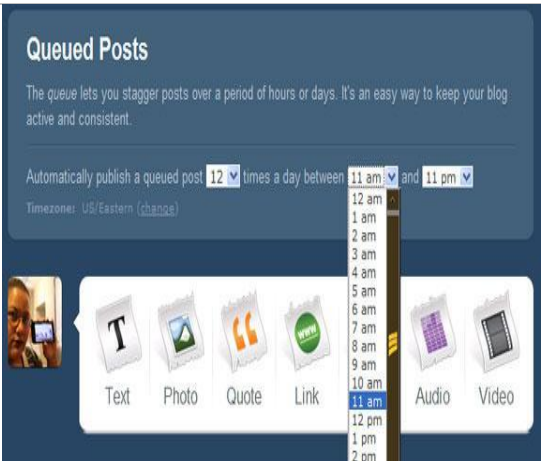 Queued Posts
The queue lets you stagger posts over a period of hours or days. It's an easy way to keep your blog
active and consistent.
Automatically publish a queued post 12 times a day between 11 am and 11 pm
Timezone: US/Eastern (change)
12 am
1 am
2 am
3 am
4 am
5 am
6 am
7 am
8 am
9 am
10 am
11 am
12 pm
1 pm
2 pm
T
www
Text Photo Quote Link Audio Video